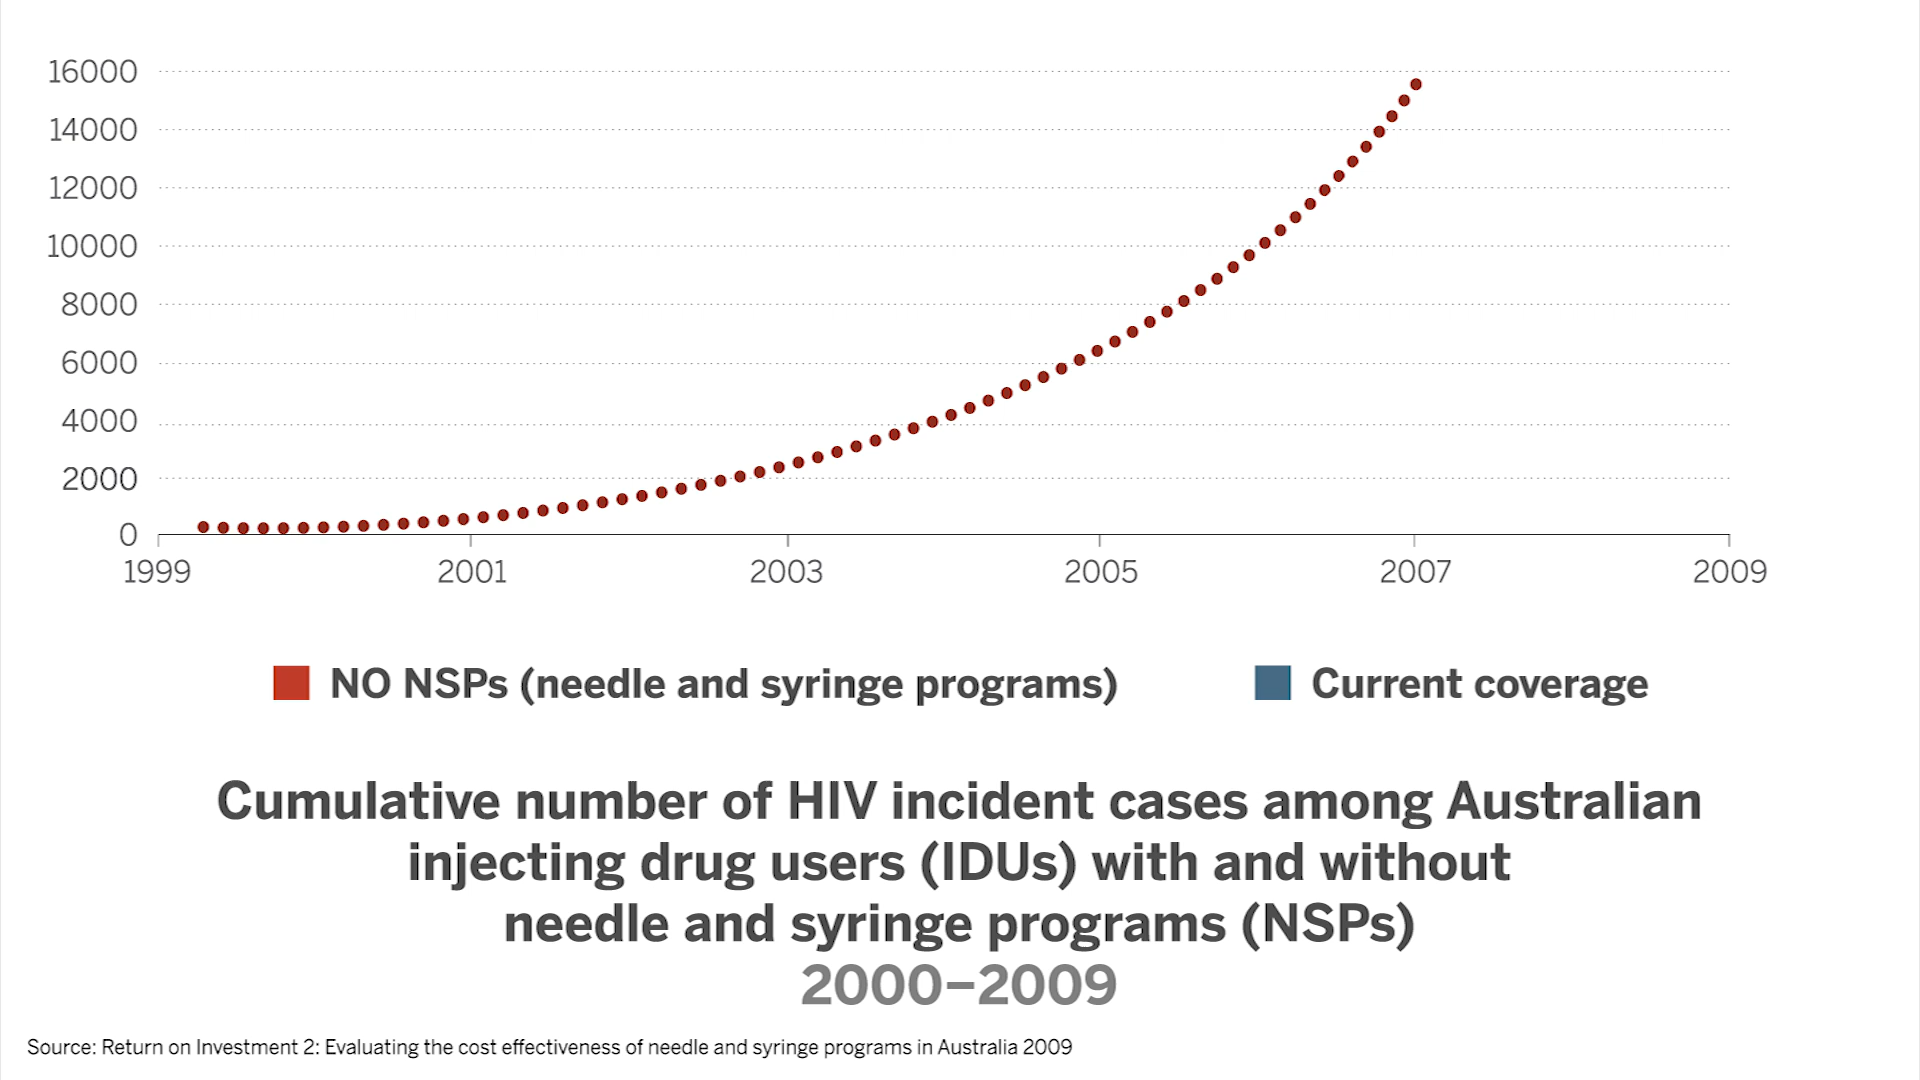 16000
14000
12000
10000
8000
6000
4000
2000
0
1999 2001 2003 2005 2007 2009
NO NSPs (needle and syringe programs) Current coverage
Cumulative number of HIV incident cases among Australian
injecting drug users (IDUs) with and without
needle and syringe programs (NSPs)
2000–2009
Source: Return on Investment 2: Evaluating the cost effectiveness of needle and syringe programs in Australia 2009